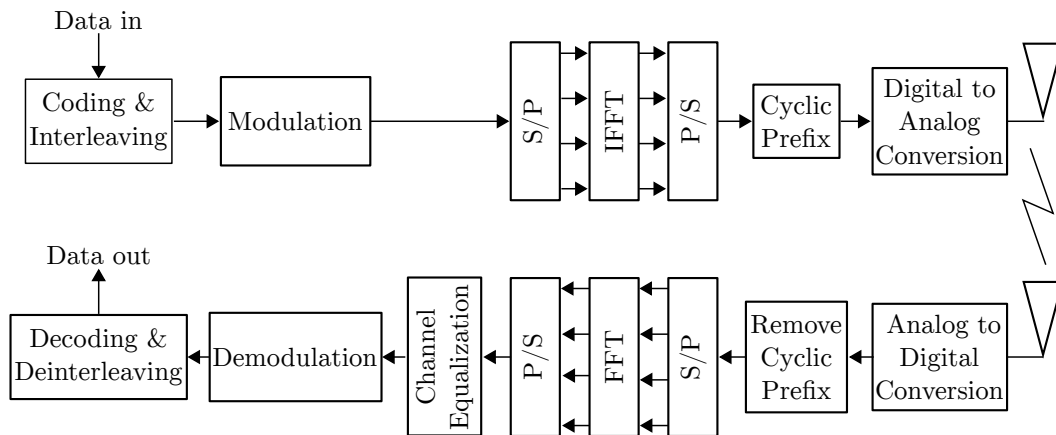 Data in
Coding &
Interleaving
Modulation
S/P
IFFT
P/S
Cyclic
Prefix
Digital to
Analog
Conversion
Data out
Decoding &
Deinterleaving
Demodulation
Channel
Equalization
P/S
FFT
S/P
Remove
Cyclic
Prefix
Analog to
Digital
Conversion